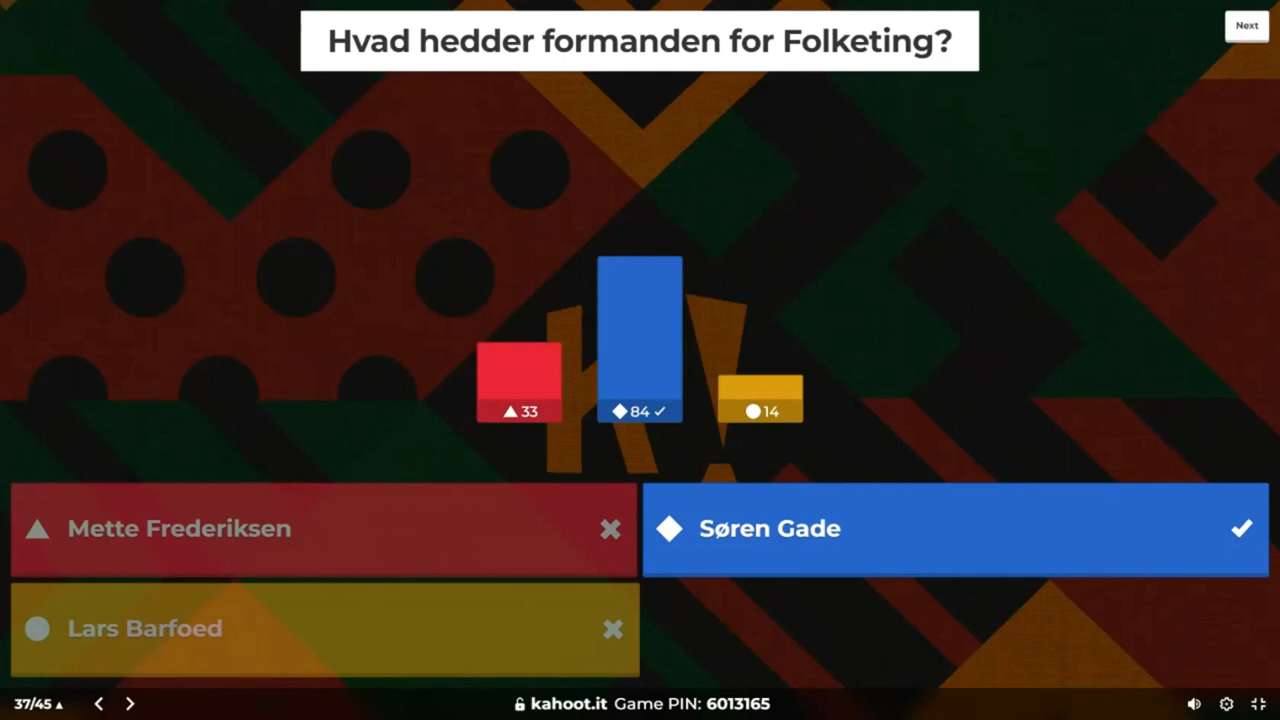 Hvad hedder formanden for Folketing?
Next
33
84
14
Mette Frederiksen
Søren Gade
Lars Barfoed
37/45
kahoot.it Game PIN: 6013165